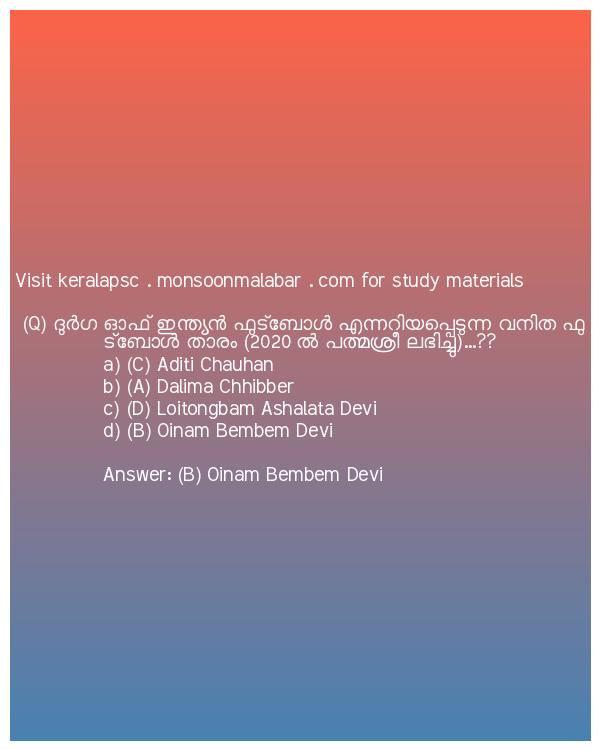 Visit keralapsc . monsoonmalabar . com for study materials
(Q) ദുർഗ ഓഫ് ഇന്ത്യൻ ഫുട്ബോൾ എന്നറിയപ്പെടുന്ന വനിത ഫു
ട്ബോൾ താരം (2020 ൽ പത്മശ്രീ ലഭിച്ചു)...??
a) (C) Aditi Chauhan
b) (A) Dalima Chhibber
c) (D) Loitongbam Ashalata Devi
d) (B) Oinam Bembem Devi
Answer: (B) Oinam Bembem Devi